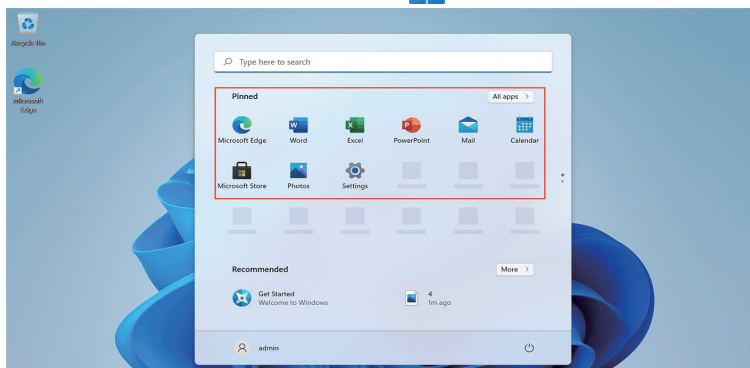 Recycle Bin
Microsoft
Edge
Type here to search
Pinned
All apps >
Microsoft Edge
Word
Excel
PowerPoint
Mail
Calendar
Microsoft Store
Photos
Settings
Recommended
More >
Get Started
Welcome to Windows
4
1m ago
admin